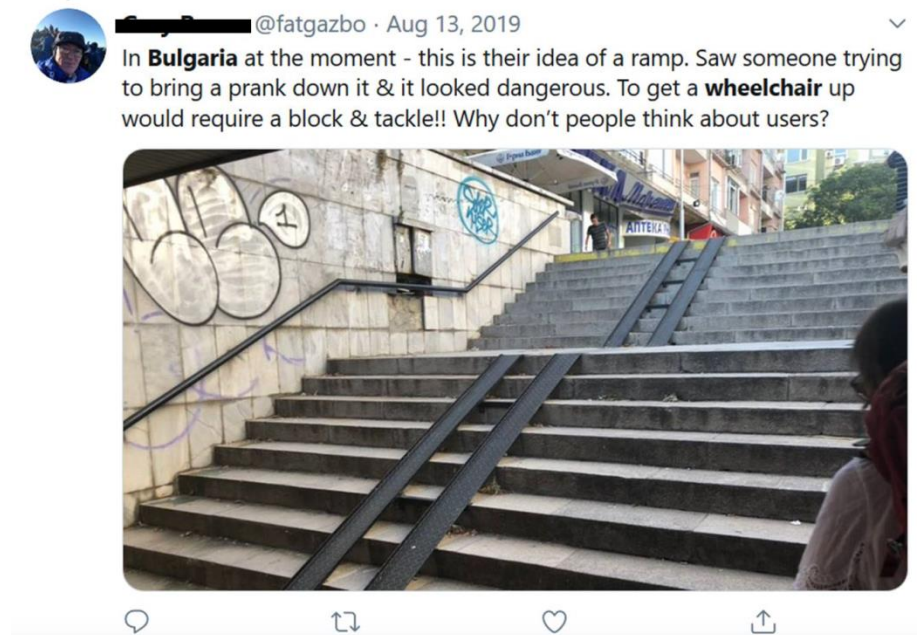 @fatgazbo · Aug 13, 2019
In Bulgaria at the moment - this is their idea of a ramp. Saw someone trying
to bring a prank down it & it looked dangerous. To get a wheelchair up
would require a block & tackle!! Why don't people think about users?
1
АПТЕКА